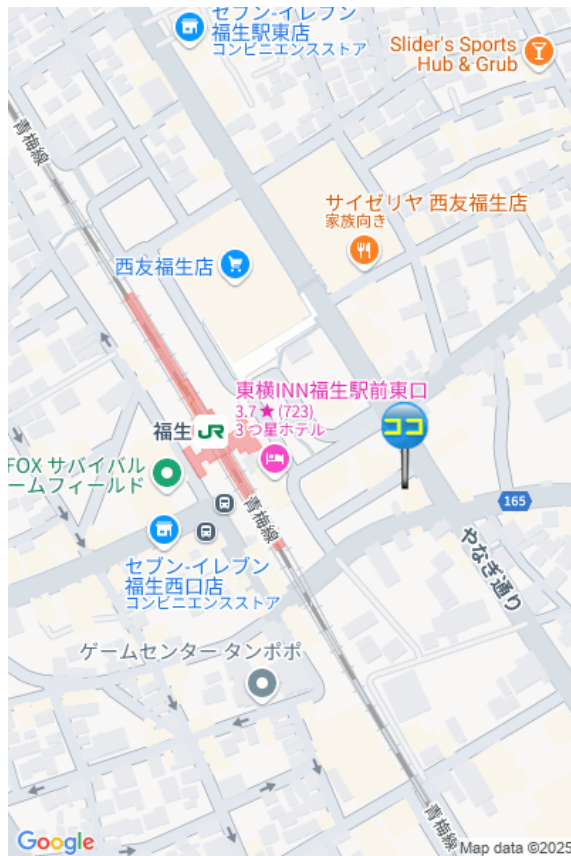 セブン-イレブン
福生駅東店
コンビニエンスストア
Slider's Sports
Hub & Grub
青梅線
サイゼリヤ 西友福生店
家族向き
西友福生店
東横INN福生駅前東口
3.7★(723)
3 つ星ホテル
ココ
福生 JR
FOX サバイバル
ームフィールド
165
青梅線
やなぎ通り
セブン-イレブン
福生西口店
コンビニエンスストア
ゲームセンター タンポポ
青梅線
Google
Map data ©2025